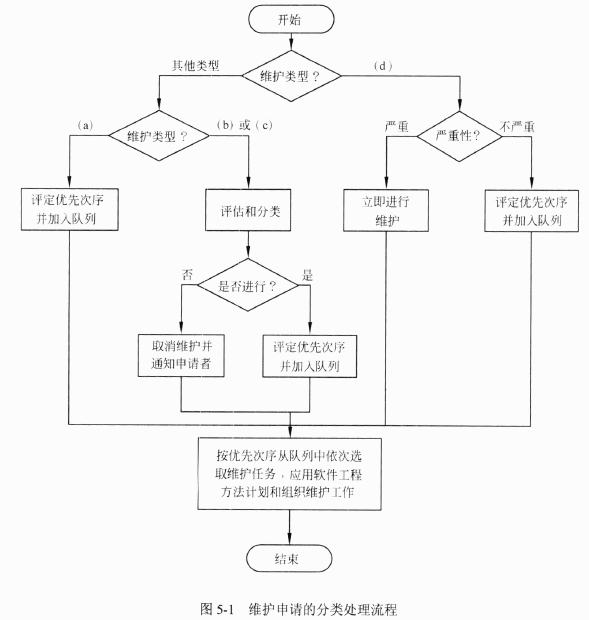 开始
维护类型？
其他类型
(d)
维护类型？
(a)
(b) 或 (c)
严重性？
严重
不严重
评定优先次序
并加入队列
评估和分类
立即进行
维护
评定优先次序
并加入队列
是否进行？
否
是
取消维护并
通知申请者
评定优先次序
并加入队列
按优先次序从队列中依次选
取维护任务，应用软件工程
方法计划和组织维护工作
结束
图 5-1 维护申请的分类处理流程